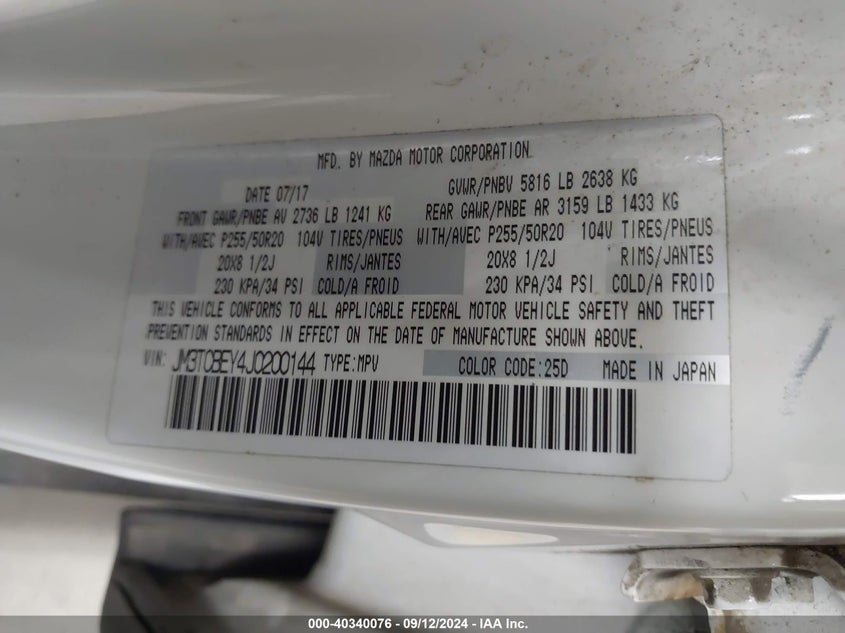 MFD. BY MAZDA MOTOR CORPORATION
DATE 07/17 GVWR/PNBV 5816 LB 2638 KG
FRONT GAWR/PNBE AV 2736 LB 1241 KG REAR GAWR/PNBE AR 3159 LB 1433 KG
WITH/AVEC P255/50R20 104V TIRES/PNEUS WITH/AVEC P255/50R20 104V TIRES/PNEUS
20X8 1/2J RIMS/JANTES 20X8 1/2J RIMS/JANTES
230 KPA/34 PSI COLD/A FROID 230 KPA/34 PSI COLD/A FROID
THIS VEHICLE CONFORMS TO ALL APPLICABLE FEDERAL MOTOR VEHICLE SAFETY AND THEFT
PREVENTION STANDARDS IN EFFECT ON THE DATE OF MANUFACTURE SHOWN ABOVE.
VIN: JM3TCBEY4J0200144 TYPE:MPV COLOR CODE:25D MADE IN JAPAN
000-40340076 - 09/12/2024 - IAA Inc.